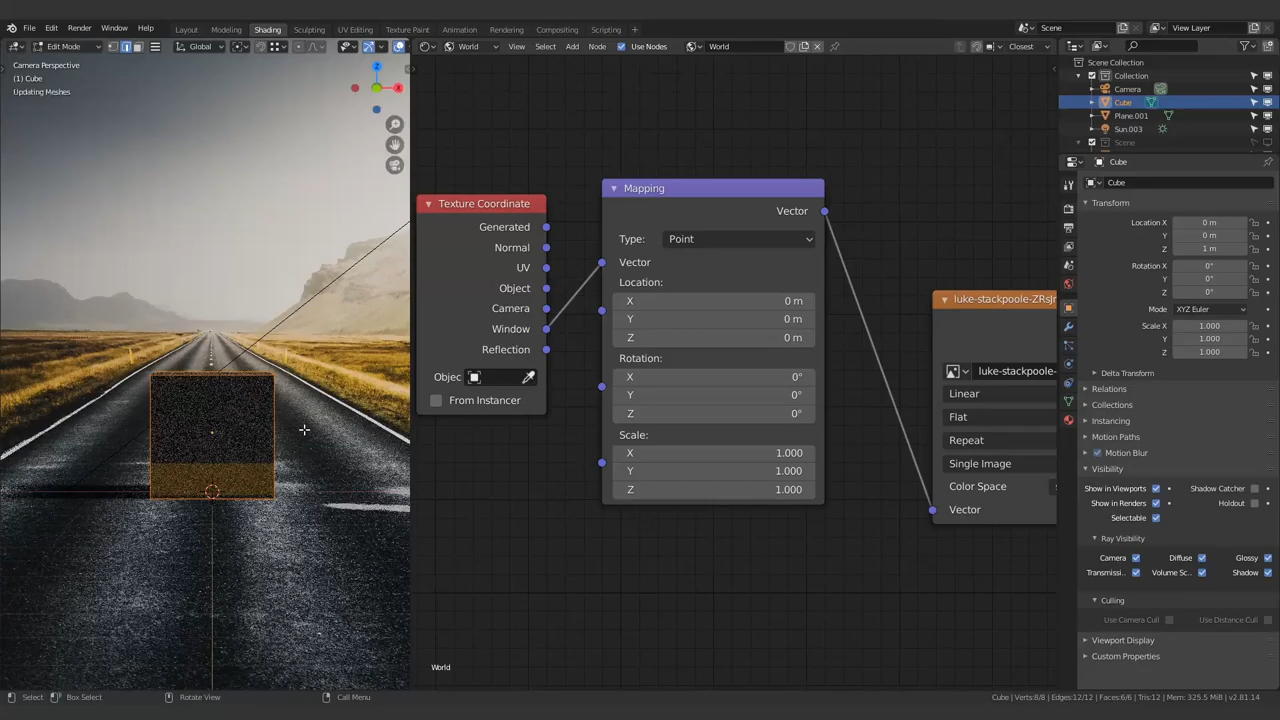 File Edit Render Window Help Layout Modeling Shading Sculpting UV Editing Texture Paint Animation Rendering Compositing Scripting + Scene View Layer
Edit Mode Global World View Select Add Node Use Nodes World Closest
Camera Perspective
(1) Cube
Updating Meshes
Z
X
Texture Coordinate
Generated
Normal
UV
Object
Camera
Window
Reflection
Objec
From Instancer
Mapping
Vector
Type: Point
Vector
Location:
X 0 m
Y 0 m
Z 0 m
Rotation:
X 0°
Y 0°
Z 0°
Scale:
X 1.000
Y 1.000
Z 1.000
luke-stackpoole-ZRsJr
luke-stackpoole-
Linear
Flat
Repeat
Single Image
Color Space
Vector
World
Scene Collection
Collection
Camera
Cube
Plane.001
Sun.003
Scene
Cube
Cube
Transform
Location X 0 m
Y 0 m
Z 1 m
Rotation X 0°
Y 0°
Z 0°
Mode XYZ Euler
Scale X 1.000
Y 1.000
Z 1.000
Delta Transform
Relations
Collections
Instancing
Motion Paths
Motion Blur
Visibility
Show in Viewports Shadow Catcher
Show in Renders Holdout
Selectable
Ray Visibility
Camera Diffuse Glossy
Transmissi.. Volume Sc.. Shadow
Culling
Use Camera Cull Use Distance Cull
Viewport Display
Custom Properties
Select Box Select Rotate View Call Menu Cube | Verts:8/8 | Edges:12/12 | Faces:6/6 | Tris:12 | Mem: 325.5 MiB | v2.81.14